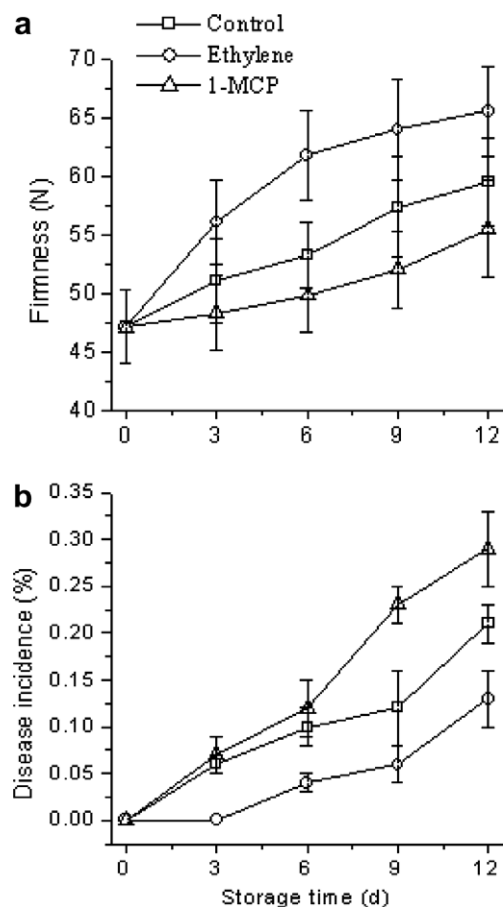 a
Control
Ethylene
1-MCP
Firmness (N)
70
65
60
55
50
45
40
0 3 6 9 12
b
Disease incidence (%)
0.35
0.30
0.25
0.20
0.15
0.10
0.05
0.00
0 3 6 9 12
Storage time (d)